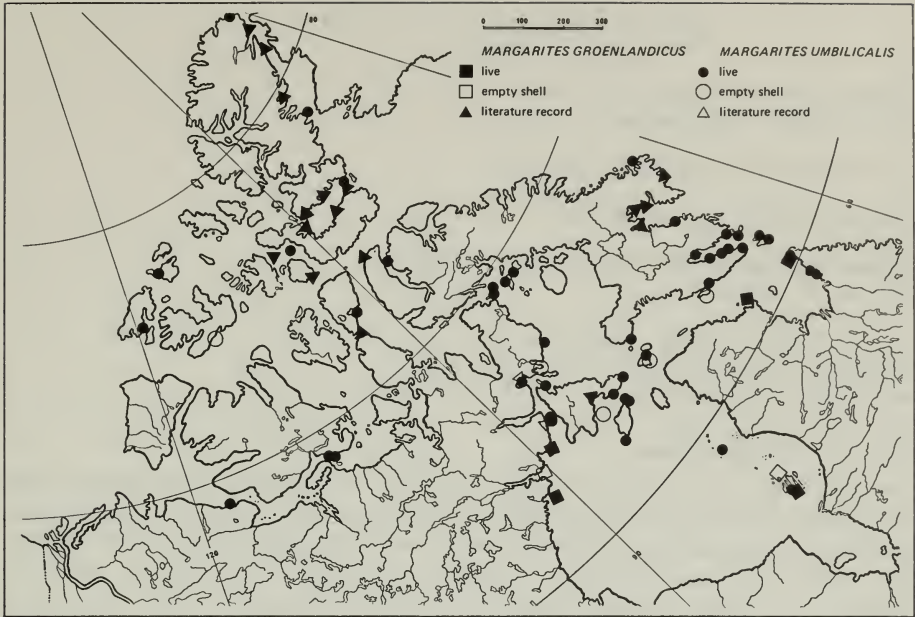 80
0 100 200 300
MARGARITES GROENLANDICUS
live
empty shell
literature record
MARGARITES UMBILICALIS
live
empty shell
literature record
60
120
90